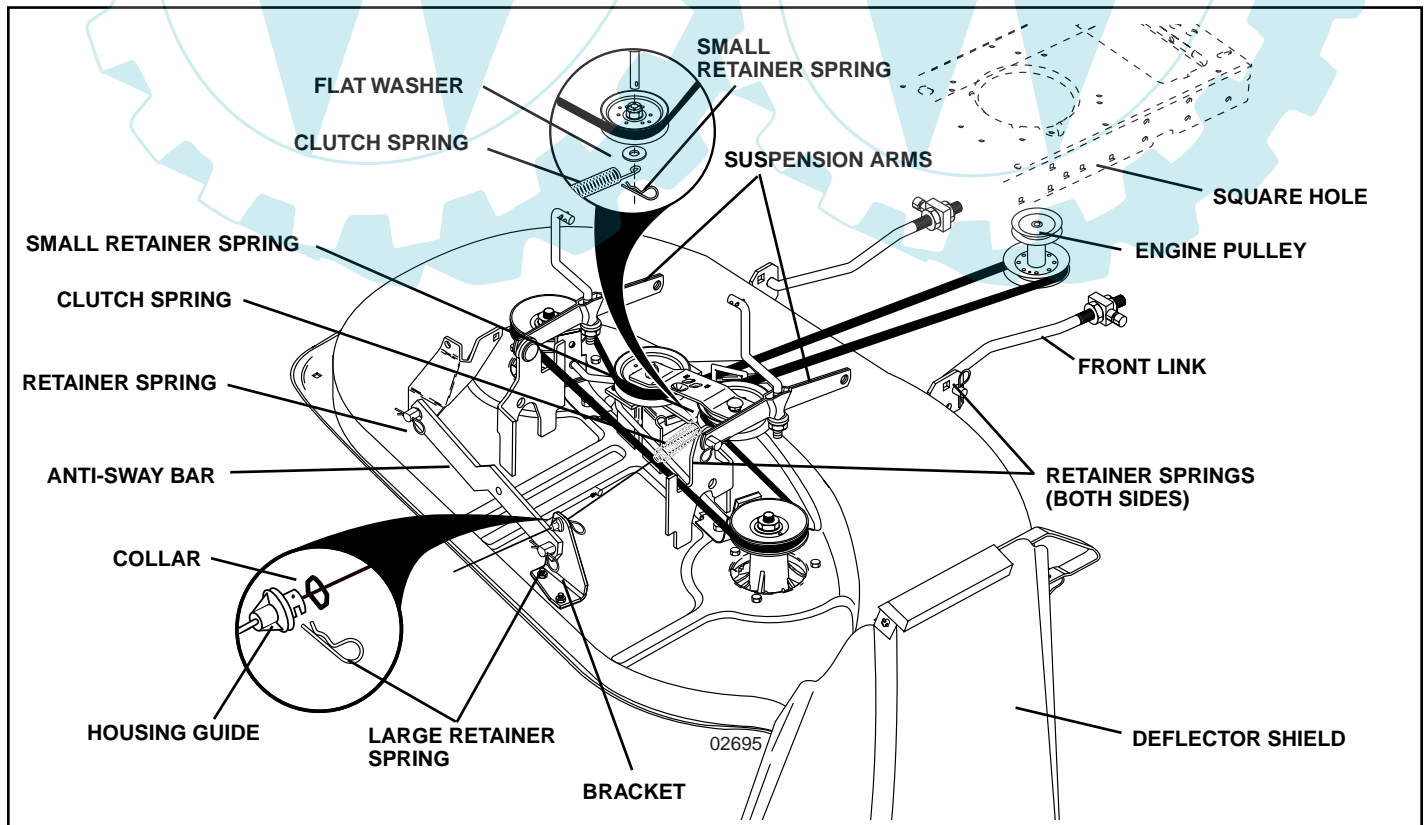 SMALL
RETAINER SPRING
FLAT WASHER
CLUTCH SPRING
SUSPENSION ARMS
SQUARE HOLE
SMALL RETAINER SPRING
ENGINE PULLEY
CLUTCH SPRING
FRONT LINK
RETAINER SPRING
ANTI-SWAY BAR
RETAINER SPRINGS
(BOTH SIDES)
COLLAR
HOUSING GUIDE
LARGE RETAINER
SPRING
02695
DEFLECTOR SHIELD
BRACKET